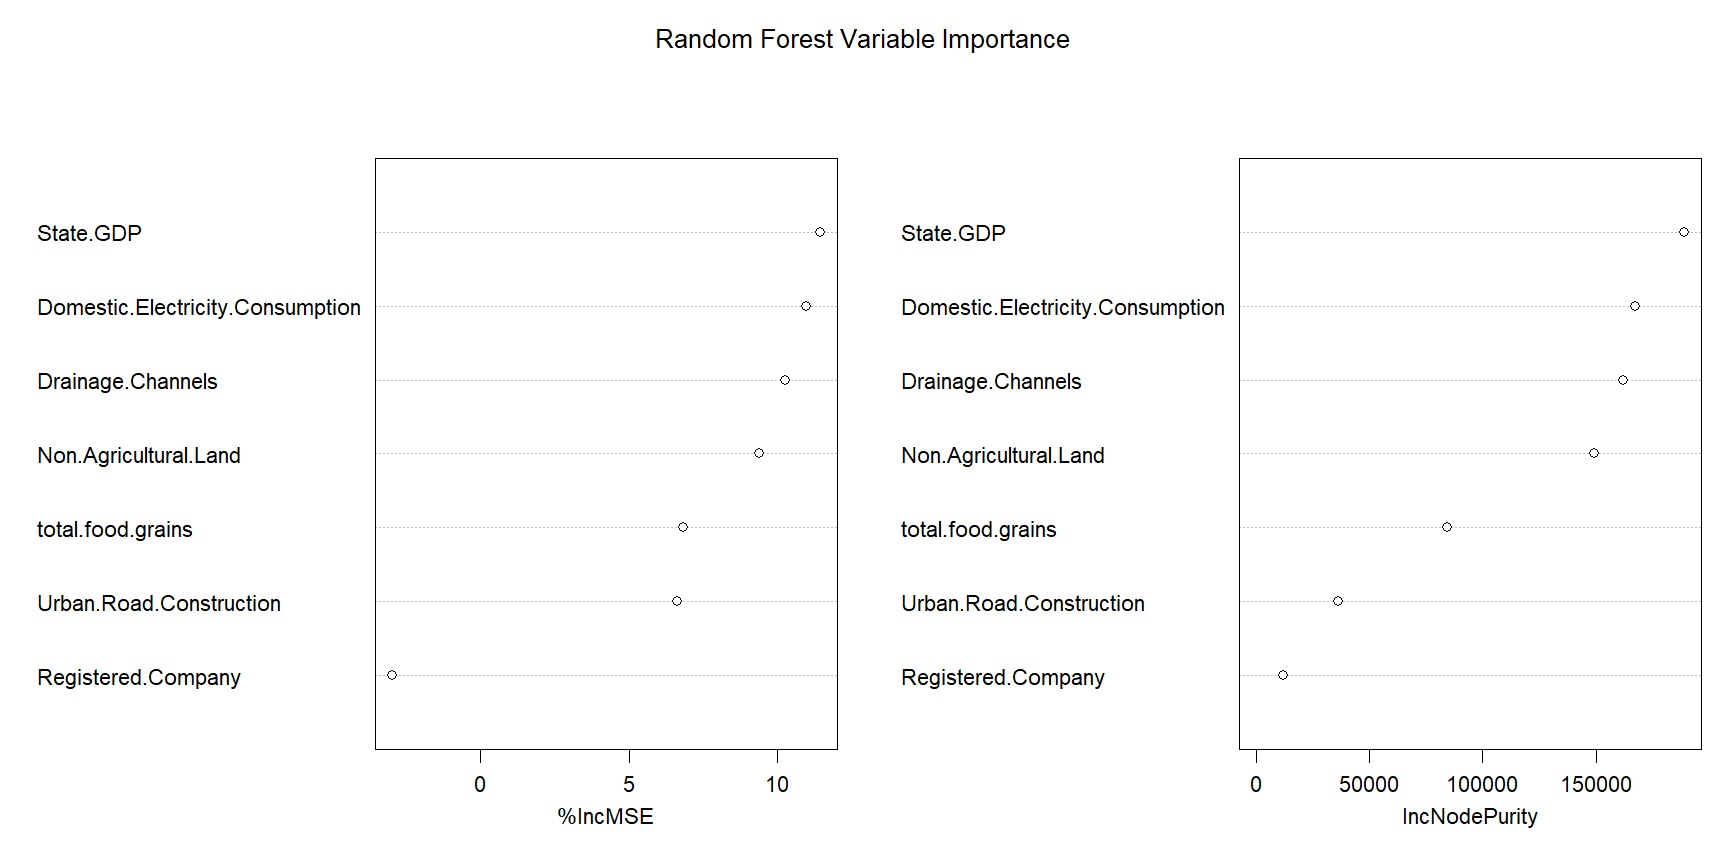 Random Forest Variable Importance
State.GDP
Domestic.Electricity.Consumption
Drainage.Channels
Non.Agricultural.Land
total.food.grains
Urban.Road.Construction
Registered.Company
0 5 10
%IncMSE
State.GDP
Domestic.Electricity.Consumption
Drainage.Channels
Non.Agricultural.Land
total.food.grains
Urban.Road.Construction
Registered.Company
0 50000 100000 150000
IncNodePurity